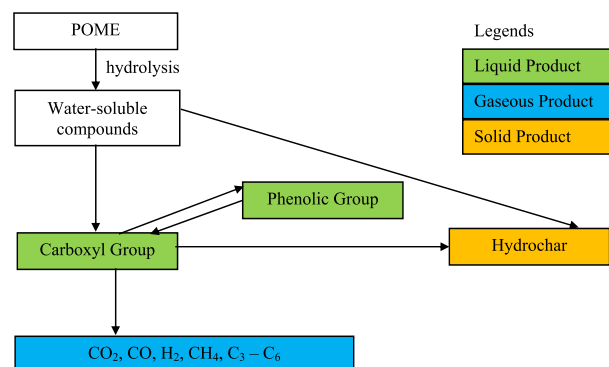 POME
Legends
hydrolysis
Liquid Product
Gaseous Product
Solid Product
Water-soluble
compounds
Phenolic Group
Carboxyl Group
Hydrochar
CO₂, CO, H₂, CH₄, C₃ – C₆